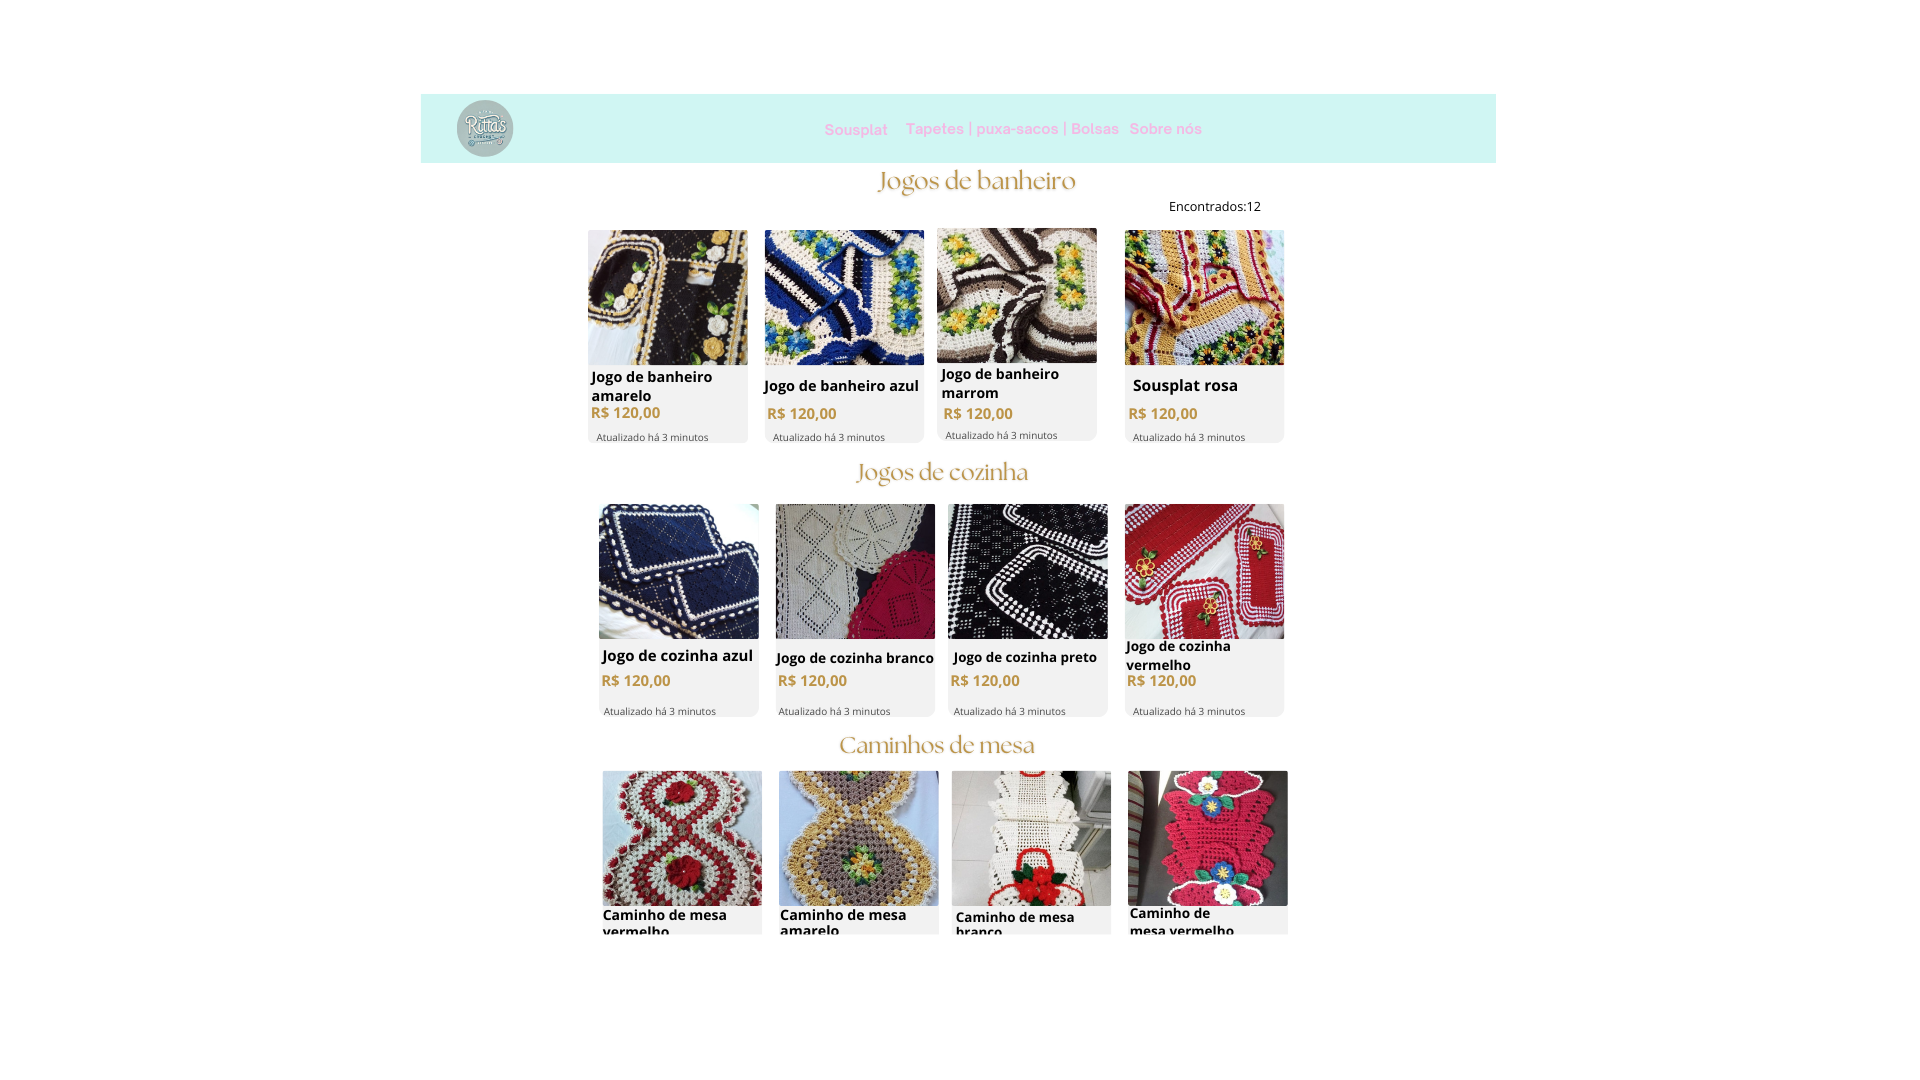 Ritta's
Sousplat Tapetes | puxa-sacos | Bolsas Sobre nós
Jogos de banheiro
Encontrados:12
Jogo de banheiro
amarelo
R$ 120,00
Atualizado há 3 minutos
Jogo de banheiro azul
R$ 120,00
Atualizado há 3 minutos
Jogo de banheiro
marrom
R$ 120,00
Atualizado há 3 minutos
Sousplat rosa
R$ 120,00
Atualizado há 3 minutos
Jogos de cozinha
Jogo de cozinha azul
R$ 120,00
Atualizado há 3 minutos
Jogo de cozinha branco
R$ 120,00
Atualizado há 3 minutos
Jogo de cozinha preto
R$ 120,00
Atualizado há 3 minutos
Jogo de cozinha
vermelho
R$ 120,00
Atualizado há 3 minutos
Caminhos de mesa
Caminho de mesa
vermelho
Caminho de mesa
amarelo
Caminho de mesa
branco
Caminho de
mesa vermelho